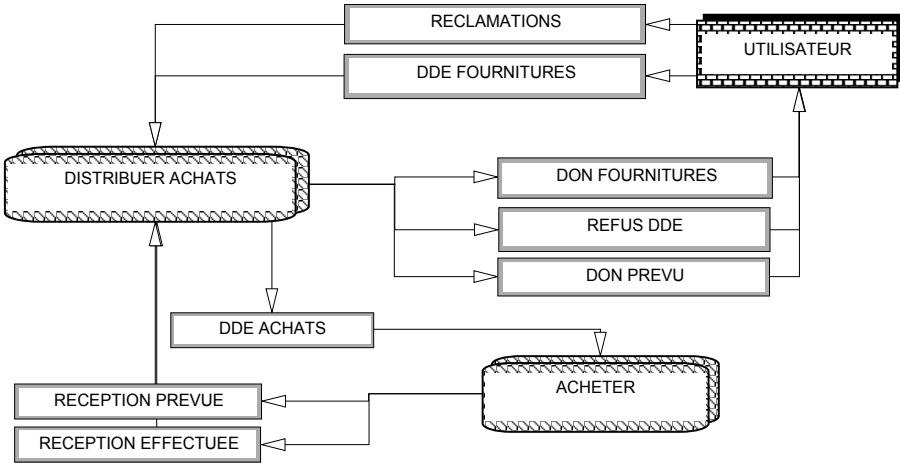 RECLAMATIONS
UTILISATEUR
DDE FOURNITURES
DISTRIBUER ACHATS
DON FOURNITURES
REFUS DDE
DON PREVU
DDE ACHATS
ACHETER
RECEPTION PREVUE
RECEPTION EFFECTUEE